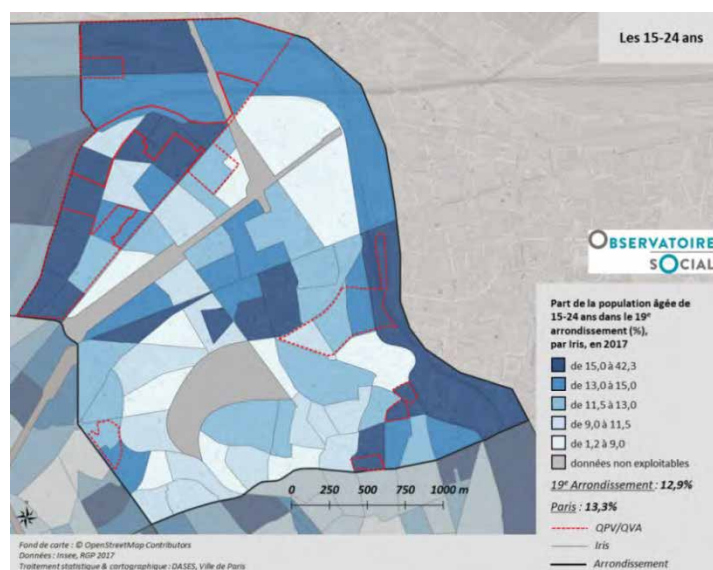 Les 15-24 ans
OBSERVATOIRE
SOCIAL
Part de la population âgée de
15-24 ans dans le 19e
arrondissement (%),
par Iris, en 2017
de 15,0 à 42,3
de 13,0 à 15,0
de 11,5 à 13,0
de 9,0 à 11,5
de 1,2 à 9,0
données non exploitables
19e Arrondissement : 12,9%
Paris : 13,3%
QPV/QVA
Iris
Arrondissement
0 250 500 750 1000 m
Fond de carte : © OpenStreetMap Contributors
Données : Insee, RGP 2017
Traitement statistique & cartographique : DASES, Ville de Paris